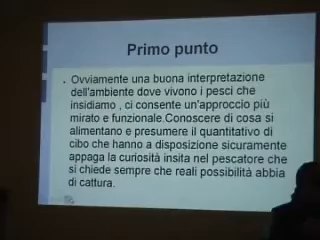 Primo punto
. Ovviamente una buona interpretazione
dell'ambiente dove vivono i pesci che
insidiamo , ci consente un'approccio più
mirato e funzionale.Conoscere di cosa si
alimentano e presumere il quantitativo di
cibo che hanno a disposizione sicuramente
appaga la curiosità insita nel pescatore che
si chiede sempre che reali possibilità abbia
di cattura.